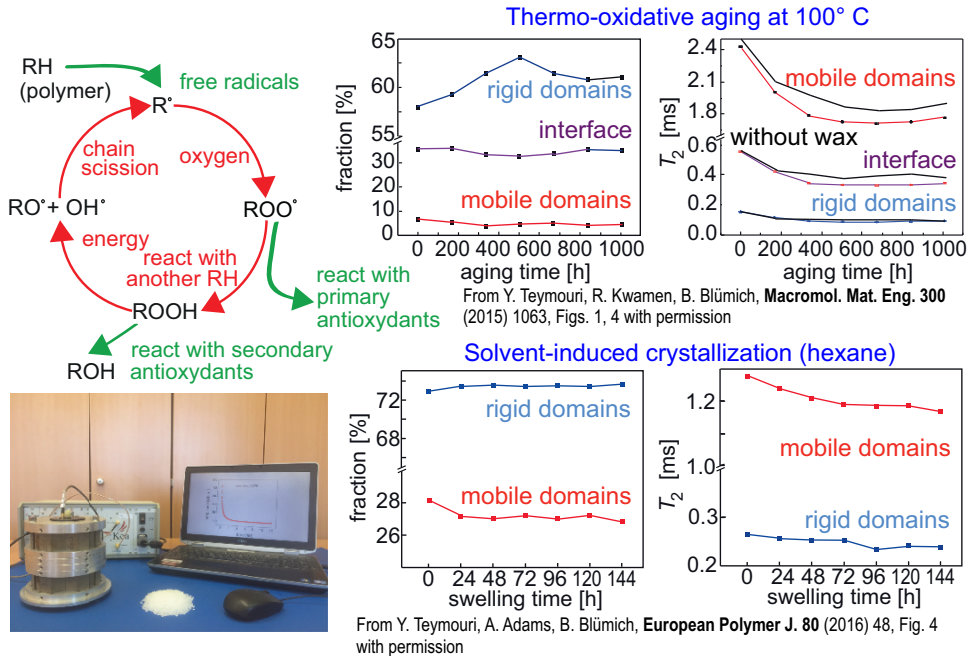 Thermo-oxidative aging at 100° C
RH
(polymer)
free radicals
R°
chain
scission
oxygen
RO°+ OH°
ROO°
energy
react with
another RH
ROOH
react with
primary
antioxydants
react with secondary
antioxydants
ROH
65
60
55
30
20
10
0
fraction [%]
rigid domains
interface
mobile domains
0 200 400 600 800 1000
aging time [h]
2.4
2.1
1.8
0.6
0.4
0.2
0.0
T2 [ms]
mobile domains
without wax
interface
rigid domains
0 200 400 600 800 1000
aging time [h]
From Y. Teymouri, R. Kwamen, B. Blümich, Macromol. Mat. Eng. 300
(2015) 1063, Figs. 1, 4 with permission
Solvent-induced crystallization (hexane)
72
68
28
26
fraction [%]
rigid domains
mobile domains
0 24 48 72 96 120 144
swelling time [h]
1.2
1.0
0.3
0.2
T2 [ms]
mobile domains
rigid domains
0 24 48 72 96 120 144
swelling time [h]
Kea
From Y. Teymouri, A. Adams, B. Blümich, European Polymer J. 80 (2016) 48, Fig. 4
with permission